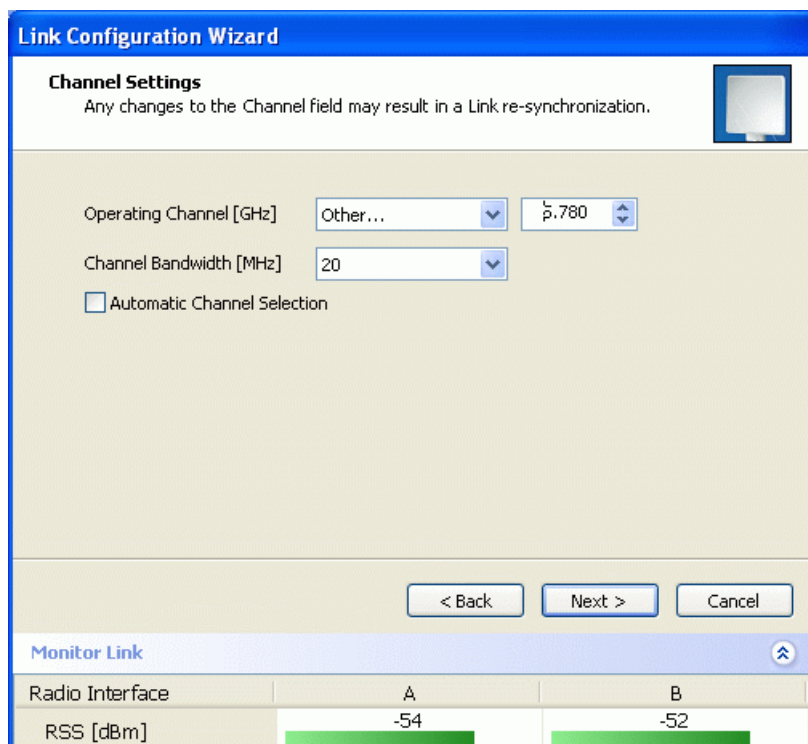 Link Configuration Wizard
Channel Settings
Any changes to the Channel field may result in a Link re-synchronization.
Operating Channel [GHz] Other... 5.780
Channel Bandwidth [MHz] 20
Automatic Channel Selection
< Back Next > Cancel
Monitor Link
Radio Interface A B
RSS [dBm] -54 -52